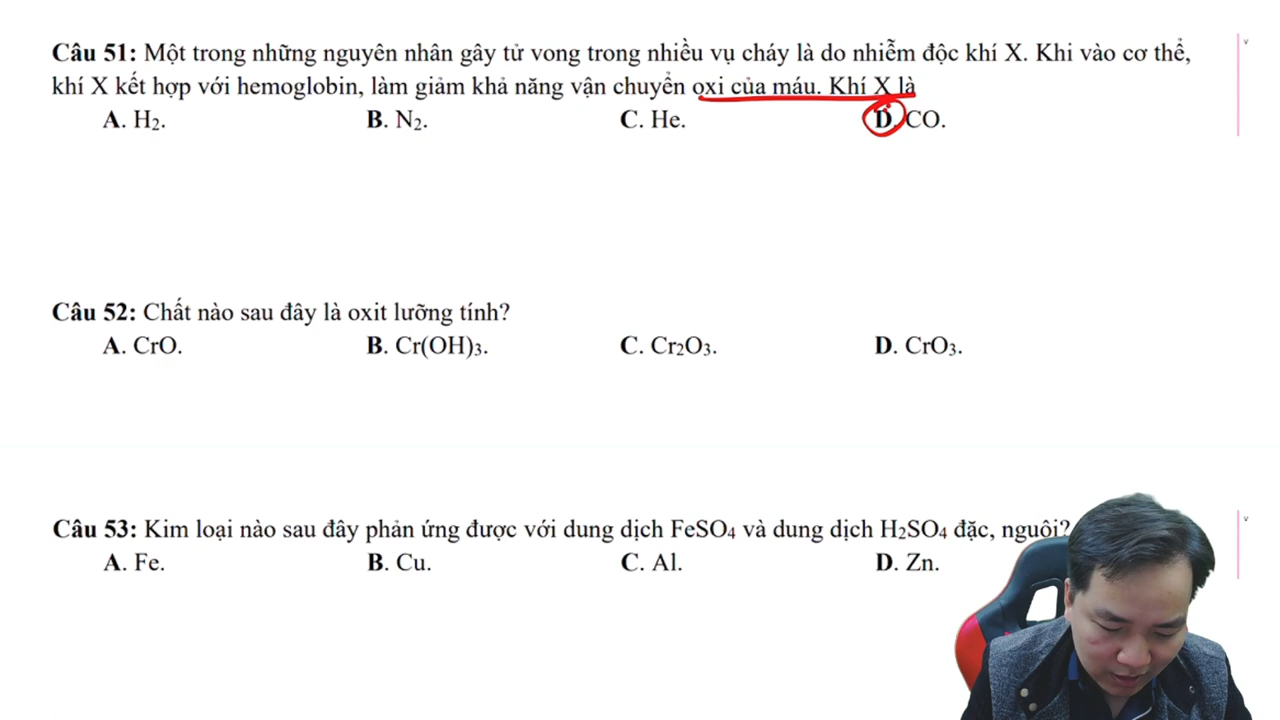 Câu 51: Một trong những nguyên nhân gây tử vong trong nhiều vụ cháy là do nhiễm độc khí X. Khi vào cơ thể,
khí X kết hợp với hemoglobin, làm giảm khả năng vận chuyển oxi của máu. Khí X là
A. H₂. B. N₂. C. He. D. CO.
Câu 52: Chất nào sau đây là oxit lưỡng tính?
A. CrO. B. Cr(OH)₃. C. Cr₂O₃. D. CrO₃.
Câu 53: Kim loại nào sau đây phản ứng được với dung dịch FeSO₄ và dung dịch H₂SO₄ đặc, nguội?
A. Fe. B. Cu. C. Al. D. Zn.